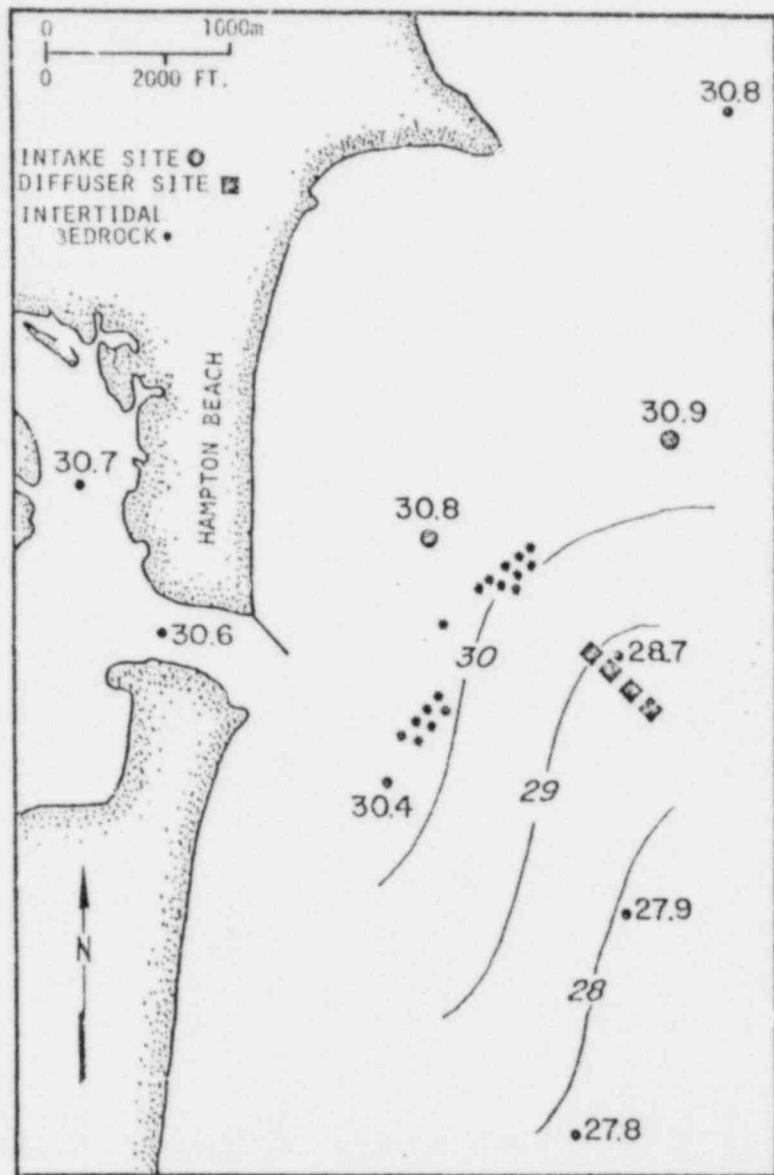 0 1000m
0 2000 FT.
30.8
INTAKE SITE
DIFFUSER SITE
INTERTIDAL
BEDROCK
HAMPTON BEACH
30.9
30.7
30.8
30.6
30
28.7
29
30.4
N
27.9
28
27.8